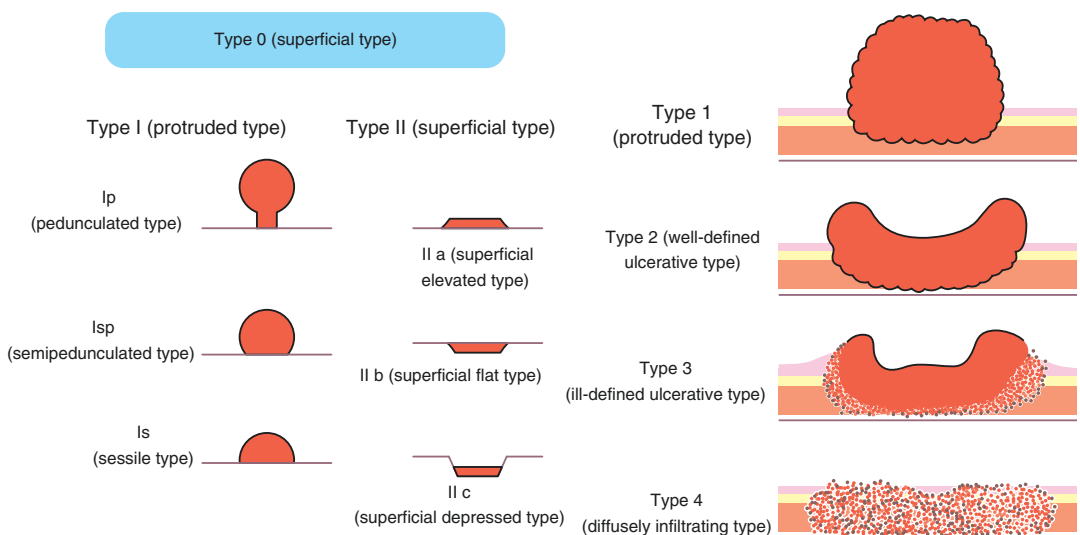 Type 0 (superficial type)
Type I (protruded type)
Type II (superficial type)
Ip
(pedunculated type)
II a (superficial
elevated type)
Isp
(semipedunculated type)
II b (superficial flat type)
Is
(sessile type)
II c
(superficial depressed type)
Type 1
(protruded type)
Type 2 (well-defined
ulcerative type)
Type 3
(ill-defined ulcerative type)
Type 4
(diffusely infiltrating type)